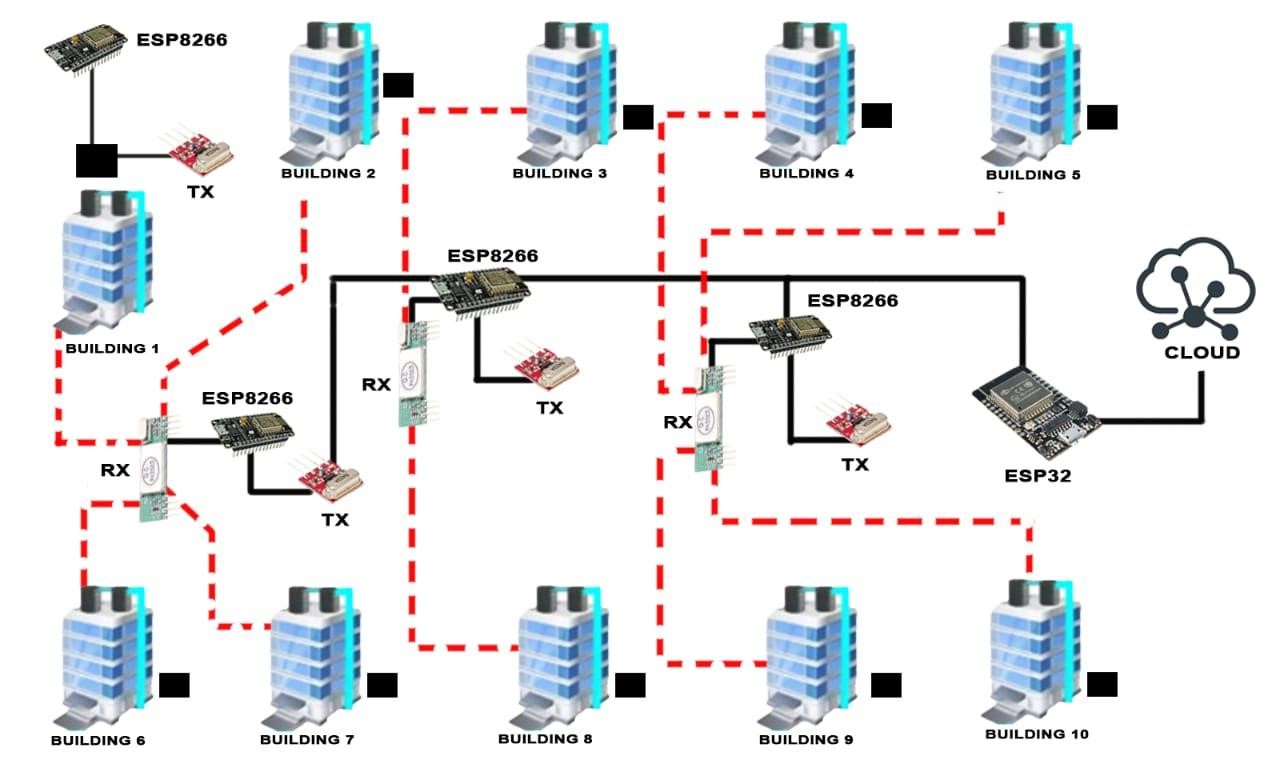 ESP8266
TX
BUILDING 2
BUILDING 3
BUILDING 4
BUILDING 5
BUILDING 1
ESP8266
ESP8266
CLOUD
RX
TX
ESP8266
RX
TX
RX
TX
ESP32
BUILDING 6
BUILDING 7
BUILDING 8
BUILDING 9
BUILDING 10